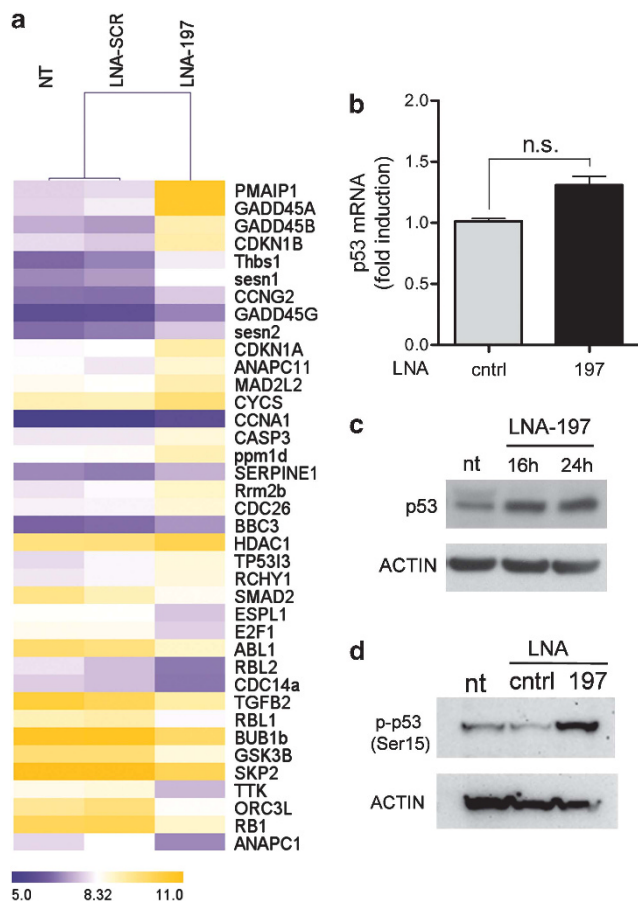 a
NT
LNA-SCR
LNA-197
PMAIP1
GADD45A
GADD45B
CDKN1B
Thbs1
sesn1
CCNG2
GADD45G
sesn2
CDKN1A
ANAPC11
MAD2L2
CYCS
CCNA1
CASP3
ppm1d
SERPINE1
Rrm2b
CDC26
BBC3
HDAC1
TP53I3
RCHY1
SMAD2
ESPL1
E2F1
ABL1
RBL2
CDC14a
TGFB2
RBL1
BUB1b
GSK3B
SKP2
TTK
ORC3L
RB1
ANAPC1
5.0 8.32 11.0
b
n.s.
p53 mRNA
(fold induction)
1.5
1.0
0.5
0.0
LNA cntrl 197
c
LNA-197
nt 16h 24h
p53
ACTIN
d
LNA
nt cntrl 197
p-p53
(Ser15)
ACTIN